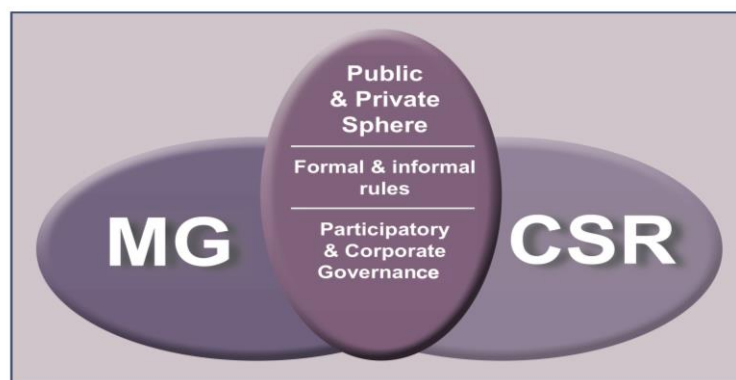 Public
& Private
Sphere
Formal & informal
rules
Participatory
& Corporate
Governance
MG
CSR